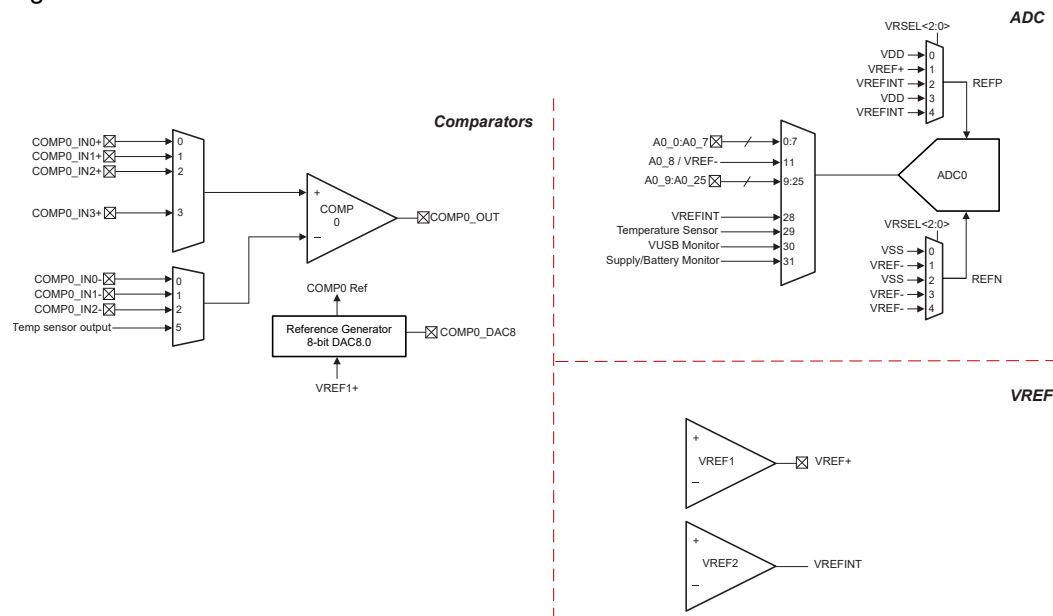 Comparators
COMP0_IN0+
COMP0_IN1+
COMP0_IN2+
COMP0_IN3+
0
1
2
3
+
COMP
0
–
COMP0_OUT
COMP0_IN0-
COMP0_IN1-
COMP0_IN2-
Temp sensor output
0
1
2
5
COMP0 Ref
Reference Generator
8-bit DAC8.0
COMP0_DAC8
VREF1+
ADC
VRSEL<2:0>
VDD 0
VREF+ 1
VREFINT 2
VDD 3
VREFINT 4
REFP
A0_0:A0_7 0:7
A0_8 / VREF- 11
A0_9:A0_25 9:25
VREFINT 28
Temperature Sensor 29
VUSB Monitor 30
Supply/Battery Monitor 31
ADC0
VRSEL<2:0>
VSS 0
VREF- 1
VSS 2
VREF- 3
VREF- 4
REFN
VREF
+
VREF1
–
VREF+
+
VREF2
–
VREFINT